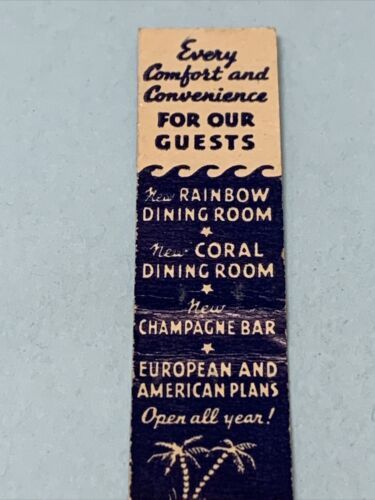 Every
Comfort and
Convenience
FOR OUR
GUESTS
New RAINBOW
DINING ROOM
New CORAL
DINING ROOM
New
CHAMPAGNE BAR
EUROPEAN AND
AMERICAN PLANS
Open all year!